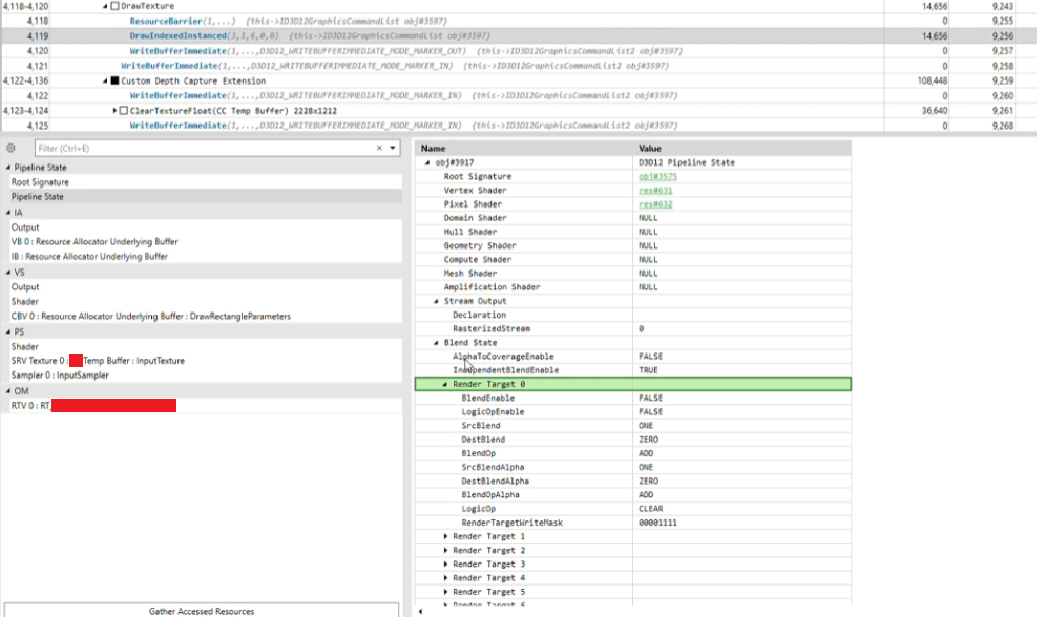 4,118-4,120 DrawTexture 14,656 9,243
4,118 ResourceBarrier(1,...) (this->ID3D12GraphicsCommandList obj#3597) 0 9,255
4,119 DrawIndexedInstanced(3,1,6,0,0) (this->ID3D12GraphicsCommandList obj#3597) 14,656 9,256
4,120 WriteBufferImmediate(1,...,D3D12_WRITEBUFFERIMMEDIATE_MODE_MARKER_OUT) (this->ID3D12GraphicsCommandList2 obj#3597) 0 9,257
4,121 WriteBufferImmediate(1,...,D3D12_WRITEBUFFERIMMEDIATE_MODE_MARKER_IN) (this->ID3D12GraphicsCommandList2 obj#3597) 0 9,258
4,122-4,136 Custom Depth Capture Extension 108,448 9,259
4,122 WriteBufferImmediate(1,...,D3D12_WRITEBUFFERIMMEDIATE_MODE_MARKER_IN) (this->ID3D12GraphicsCommandList2 obj#3597) 0 9,260
4,123-4,124 ClearTextureFloat(CC Temp Buffer) 2228x1212 36,640 9,261
4,125 WriteBufferImmediate(1,...,D3D12_WRITEBUFFERIMMEDIATE_MODE_MARKER_IN) (this->ID3D12GraphicsCommandList2 obj#3597) 0 9,268
Filter (Ctrl+E)
Pipeline State
Root Signature
Pipeline State
IA
Output
VB 0 : Resource Allocator Underlying Buffer
IB : Resource Allocator Underlying Buffer
VS
Output
Shader
CBV 0 : Resource Allocator Underlying Buffer : DrawRectangleParameters
PS
Shader
SRV Texture 0 : Temp Buffer : InputTexture
Sampler 0 : InputSampler
OM
RTV 0 : RT_
Gather Accessed Resources
Name Value
obj#3917 D3D12 Pipeline State
Root Signature obj#3575
Vertex Shader res#631
Pixel Shader res#632
Domain Shader NULL
Hull Shader NULL
Geometry Shader NULL
Compute Shader NULL
Mesh Shader NULL
Amplification Shader NULL
Stream Output
Declaration
RasterizedStream 0
Blend State
AlphaToCoverageEnable FALSE
IndependentBlendEnable TRUE
Render Target 0
BlendEnable FALSE
LogicOpEnable FALSE
SrcBlend ONE
DestBlend ZERO
BlendOp ADD
SrcBlendAlpha ONE
DestBlendAlpha ZERO
BlendOpAlpha ADD
LogicOp CLEAR
RenderTargetWriteMask 00001111
Render Target 1
Render Target 2
Render Target 3
Render Target 4
Render Target 5
Render Target 6